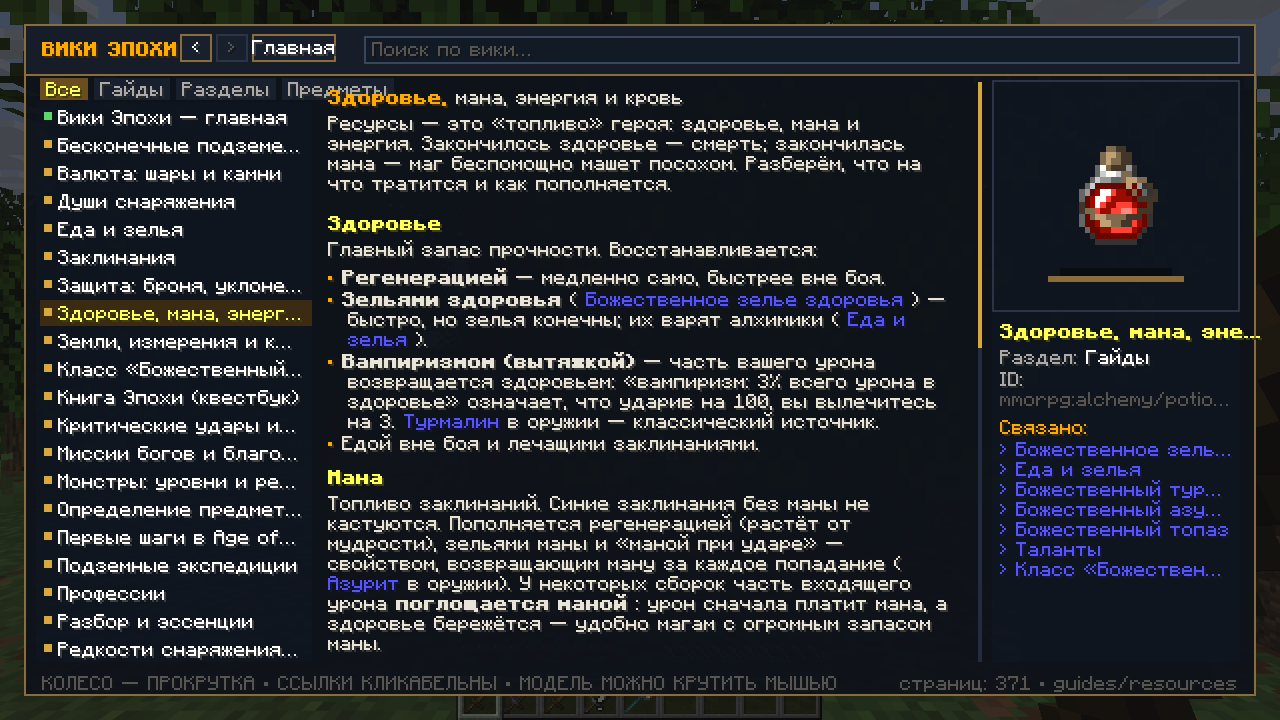 ВИКИ ЭПОХИ < > Главная Поиск по вики...
Все Гайды Разделы Предметы
Вики Эпохи — главная
Бесконечные подземе...
Валюта: шары и камни
Души снаряжения
Еда и зелья
Заклинания
Защита: броня, уклоне...
Здоровье, мана, энерг...
Земли, измерения и к...
Класс «Божественный...
Книга Эпохи (квестбук)
Критические удары и...
Миссии богов и благо...
Монстры: уровни и ре...
Определение предмет...
Первые шаги в Age of...
Подземные экспедиции
Профессии
Разбор и эссенции
Редкости снаряжения...
Здоровье, мана, энергия и кровь
Ресурсы — это «топливо» героя: здоровье, мана и
энергия. Закончилось здоровье — смерть; закончилась
мана — маг беспомощно машет посохом. Разберём, что на
что тратится и как пополняется.
Здоровье
Главный запас прочности. Восстанавливается:
• Регенерацией — медленно само, быстрее вне боя.
• Зельями здоровья ( Божественное зелье здоровья ) —
быстро, но зелья конечны; их варят алхимики ( Еда и
зелья ).
• Вампиризмом (вытяжкой) — часть вашего урона
возвращается здоровьем: «вампиризм: 3% всего урона в
здоровье» означает, что ударив на 100, вы вылечитесь
на 3. Турмалин в оружии — классический источник.
• Едой вне боя и лечащими заклинаниями.
Мана
Топливо заклинаний. Синие заклинания без маны не
кастуются. Пополняется регенерацией (растёт от
мудрости), зельями маны и «маной при ударе» —
свойством, возвращающим ману за каждое попадание (
Азурит в оружии). У некоторых сборок часть входящего
урона поглощается маной : урон сначала платит мана, а
здоровье бережётся — удобно магам с огромным запасом
маны.
Здоровье, мана, эне...
Раздел: Гайды
ID:
mmorpg:alchemy/potio...
Связано:
> Божественное зель...
> Еда и зелья
> Божественный тур...
> Божественный азу...
> Божественный топаз
> Таланты
> Класс «Божествен...
КОЛЕСО — ПРОКРУТКА • ССЫЛКИ КЛИКАБЕЛЬНЫ • МОДЕЛЬ МОЖНО КРУТИТЬ МЫШЬЮ
страниц: 371 • guides/resources